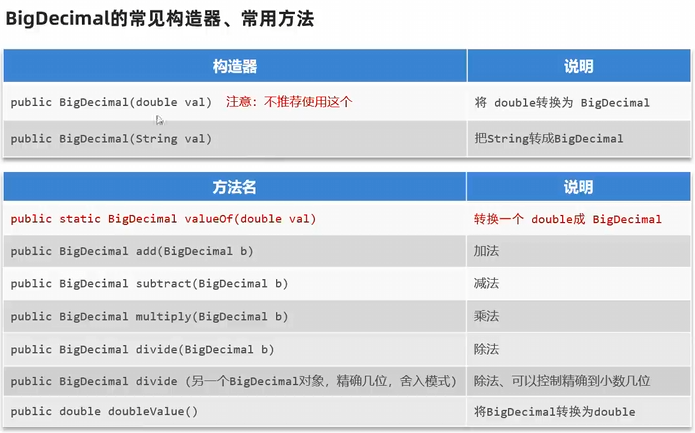 BigDecimal的常见构造器、常用方法
构造器 说明
public BigDecimal(double val) 注意：不推荐使用这个 将 double转换为 BigDecimal
public BigDecimal(String val) 把String转成BigDecimal
方法名 说明
public static BigDecimal valueOf(double val) 转换一个 double成 BigDecimal
public BigDecimal add(BigDecimal b) 加法
public BigDecimal subtract(BigDecimal b) 减法
public BigDecimal multiply(BigDecimal b) 乘法
public BigDecimal divide(BigDecimal b) 除法
public BigDecimal divide (另一个BigDecimal对象，精确几位，舍入模式) 除法、可以控制精确到小数几位
public double doubleValue() 将BigDecimal转换为double